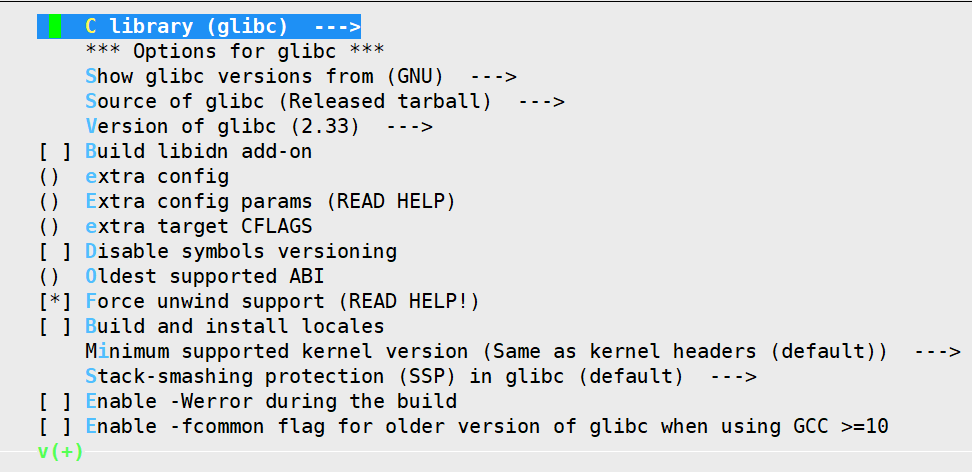 C library (glibc)  --->
*** Options for glibc ***
Show glibc versions from (GNU)  --->
Source of glibc (Released tarball)  --->
Version of glibc (2.33)  --->
[ ] Build libidn add-on
()  extra config
()  Extra config params (READ HELP)
()  extra target CFLAGS
[ ] Disable symbols versioning
()  Oldest supported ABI
[*] Force unwind support (READ HELP!)
[ ] Build and install locales
Minimum supported kernel version (Same as kernel headers (default))  --->
Stack-smashing protection (SSP) in glibc (default)  --->
[ ] Enable -Werror during the build
[ ] Enable -fcommon flag for older version of glibc when using GCC >=10
v(+)